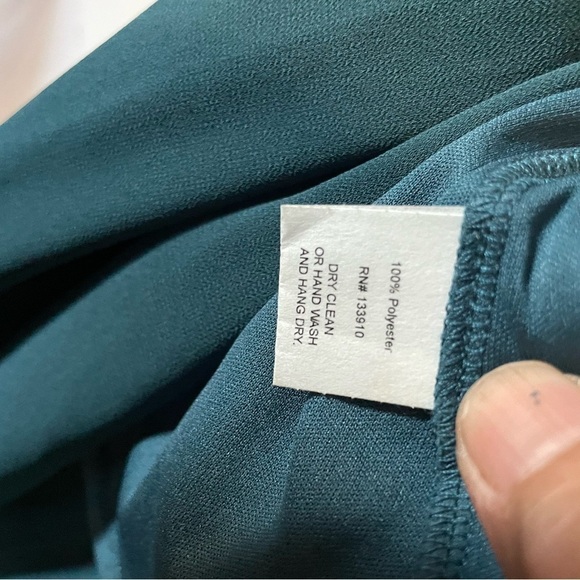 100% Polyester
RN# 133910
DRY CLEAN
OR HAND WASH
AND HANG DRY.